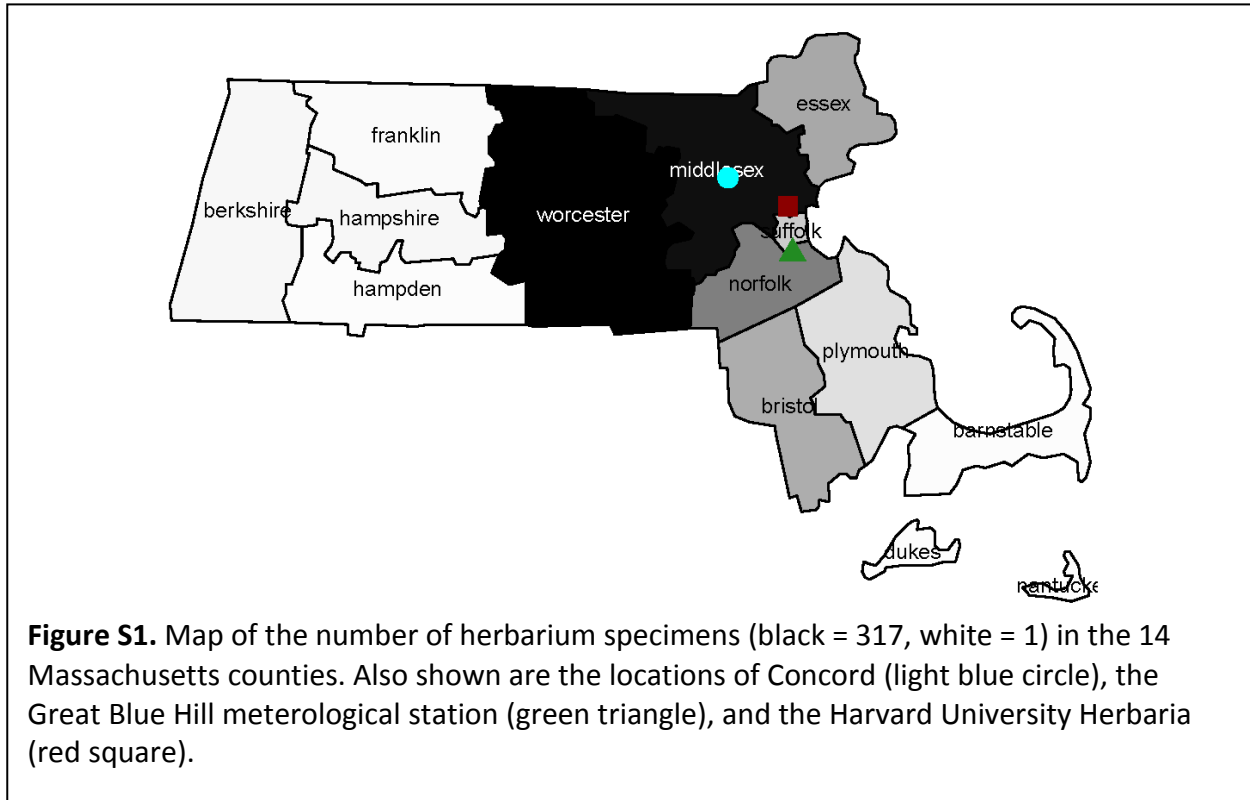 essex
franklin
middlesex
berkshire
hampshire
worcester
suffolk
hampden
norfolk
plymouth
bristol
barnstable
dukes
nantucke
Figure S1. Map of the number of herbarium specimens (black = 317, white = 1) in the 14
Massachusetts counties. Also shown are the locations of Concord (light blue circle), the
Great Blue Hill meterological station (green triangle), and the Harvard University Herbaria
(red square).